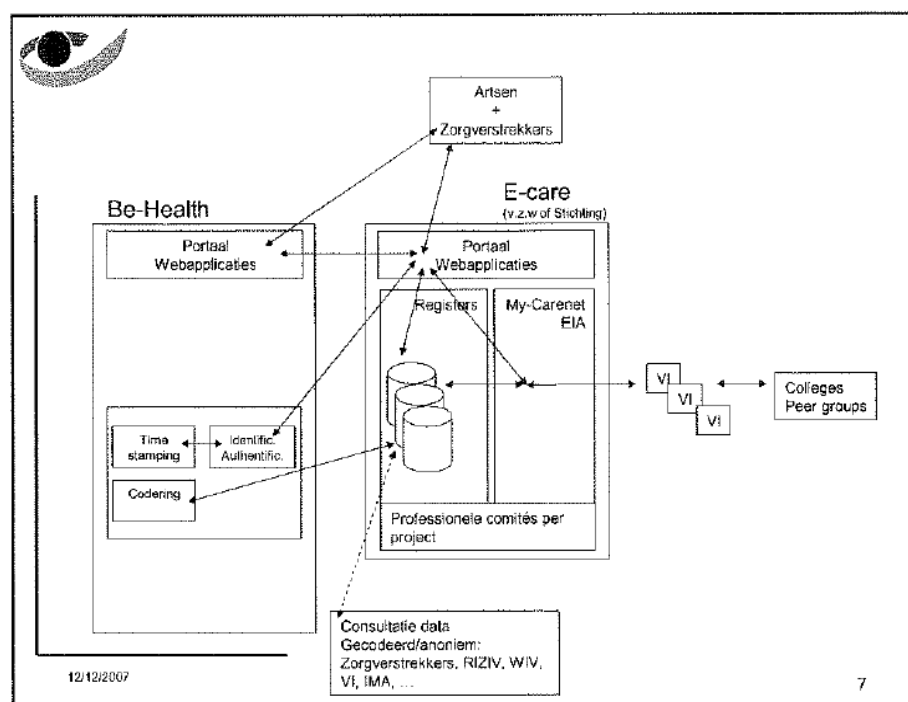 Artsen
+
Zorgverstrekkers
Be-Health
E-care
(v.z.w of Stichting)
Portaal
Webapplicaties
Portaal
Webapplicaties
Registers
My-Carenet
EIA
VI
VI
VI
Colleges
Peer groups
Time
stamping
Identific.
Authentific.
Codering
Professionele comités per
project
Consultatie data
Gecodeerd/anoniem:
Zorgverstrekkers, RIZIV, WIV,
VI, IMA, ...
12/12/2007
7